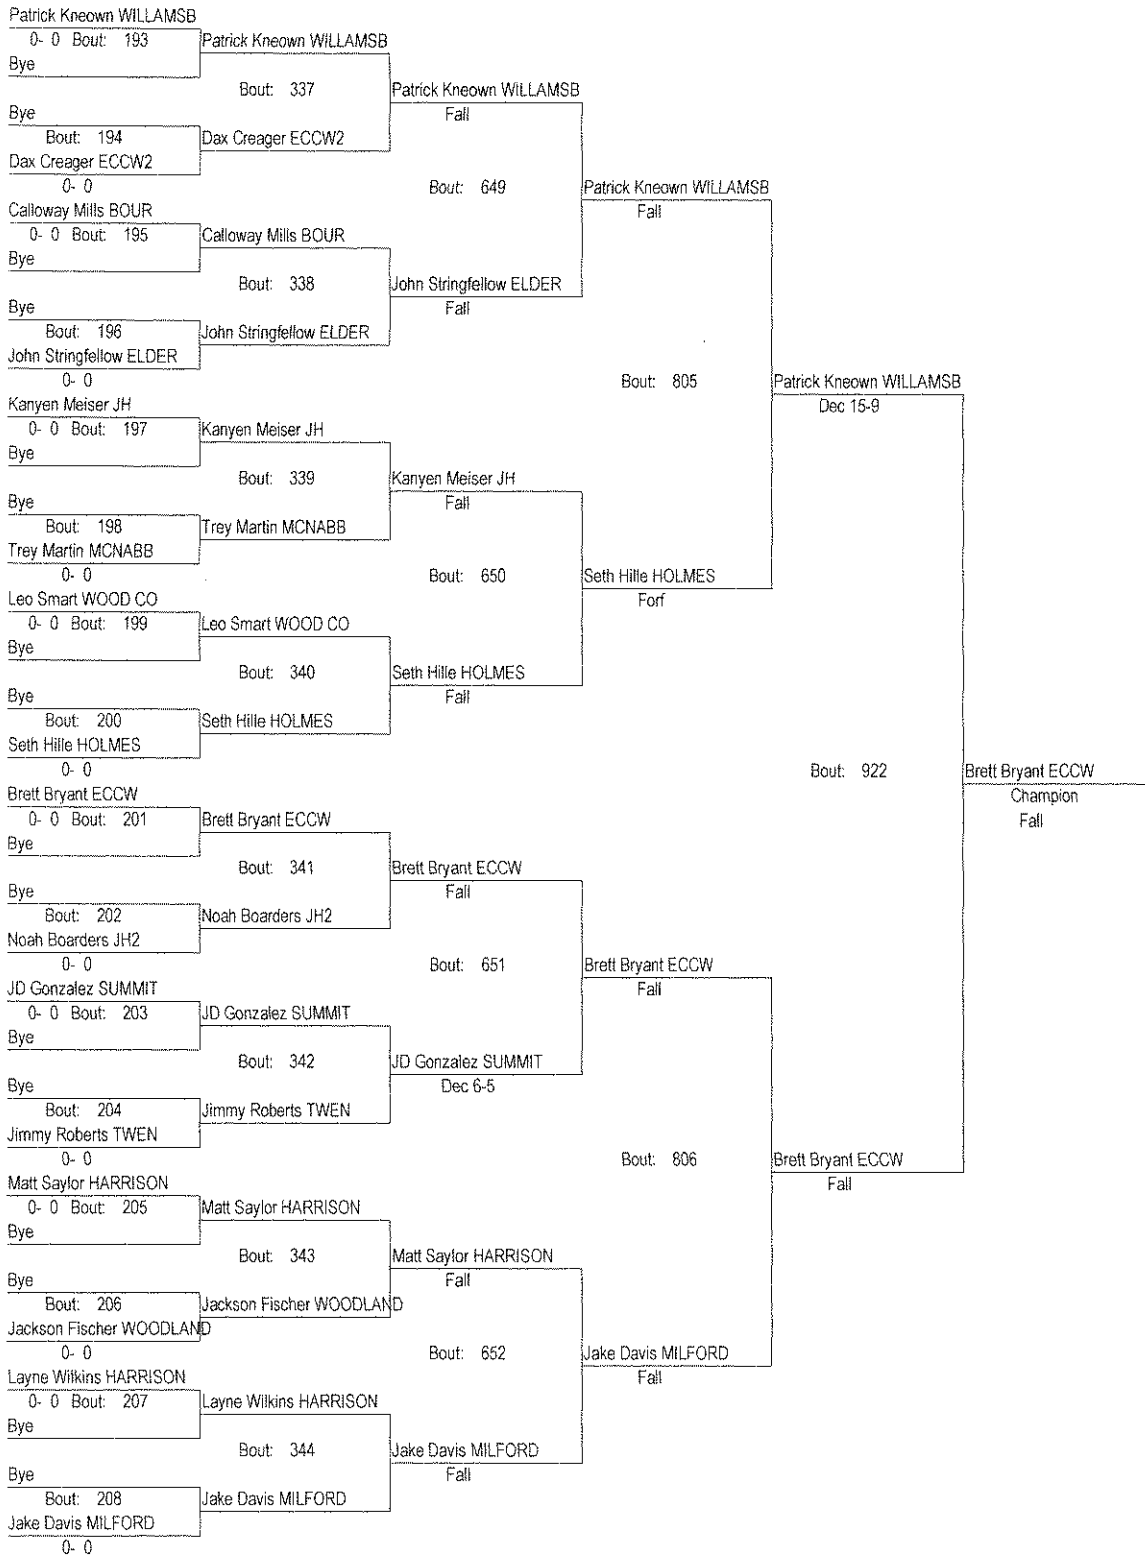 Patrick Kneown WILLAMSB
0- 0 Bout: 193
Bye
Bye
Bout: 194
Dax Creager ECCW2
0- 0
Calloway Mills BOUR
0- 0 Bout: 195
Bye
Bye
Bout: 196
John Stringfellow ELDER
0- 0
Kanyen Meiser JH
0- 0 Bout: 197
Bye
Bye
Bout: 198
Trey Martin MCNABB
0- 0
Leo Smart WOOD CO
0- 0 Bout: 199
Bye
Bye
Bout: 200
Seth Hille HOLMES
0- 0
Brett Bryant ECCW
0- 0 Bout: 201
Bye
Bye
Bout: 202
Noah Boarders JH2
0- 0
JD Gonzalez SUMMIT
0- 0 Bout: 203
Bye
Bye
Bout: 204
Jimmy Roberts TWEN
0- 0
Matt Saylor HARRISON
0- 0 Bout: 205
Bye
Bye
Bout: 206
Jackson Fischer WOODLAND
0- 0
Layne Wilkins HARRISON
0- 0 Bout: 207
Bye
Bye
Bout: 208
Jake Davis MILFORD
0- 0
Patrick Kneown WILLAMSB
Bout: 337
Dax Creager ECCW2
Calloway Mills BOUR
Bout: 338
John Stringfellow ELDER
Kanyen Meiser JH
Bout: 339
Trey Martin MCNABB
Leo Smart WOOD CO
Bout: 340
Seth Hille HOLMES
Brett Bryant ECCW
Bout: 341
Noah Boarders JH2
JD Gonzalez SUMMIT
Bout: 342
Jimmy Roberts TWEN
Matt Saylor HARRISON
Bout: 343
Jackson Fischer WOODLAND
Layne Wilkins HARRISON
Bout: 344
Jake Davis MILFORD
Patrick Kneown WILLAMSB
Fall
Bout: 649
John Stringfellow ELDER
Fall
Kanyen Meiser JH
Fall
Bout: 650
Seth Hille HOLMES
Fall
Brett Bryant ECCW
Fall
Bout: 651
JD Gonzalez SUMMIT
Dec 6-5
Matt Saylor HARRISON
Fall
Bout: 652
Jake Davis MILFORD
Fall
Patrick Kneown WILLAMSB
Fall
Bout: 805
Seth Hille HOLMES
Forf
Brett Bryant ECCW
Fall
Bout: 806
Jake Davis MILFORD
Fall
Patrick Kneown WILLAMSB
Dec 15-9
Bout: 922
Brett Bryant ECCW
Fall
Brett Bryant ECCW
Champion
Fall